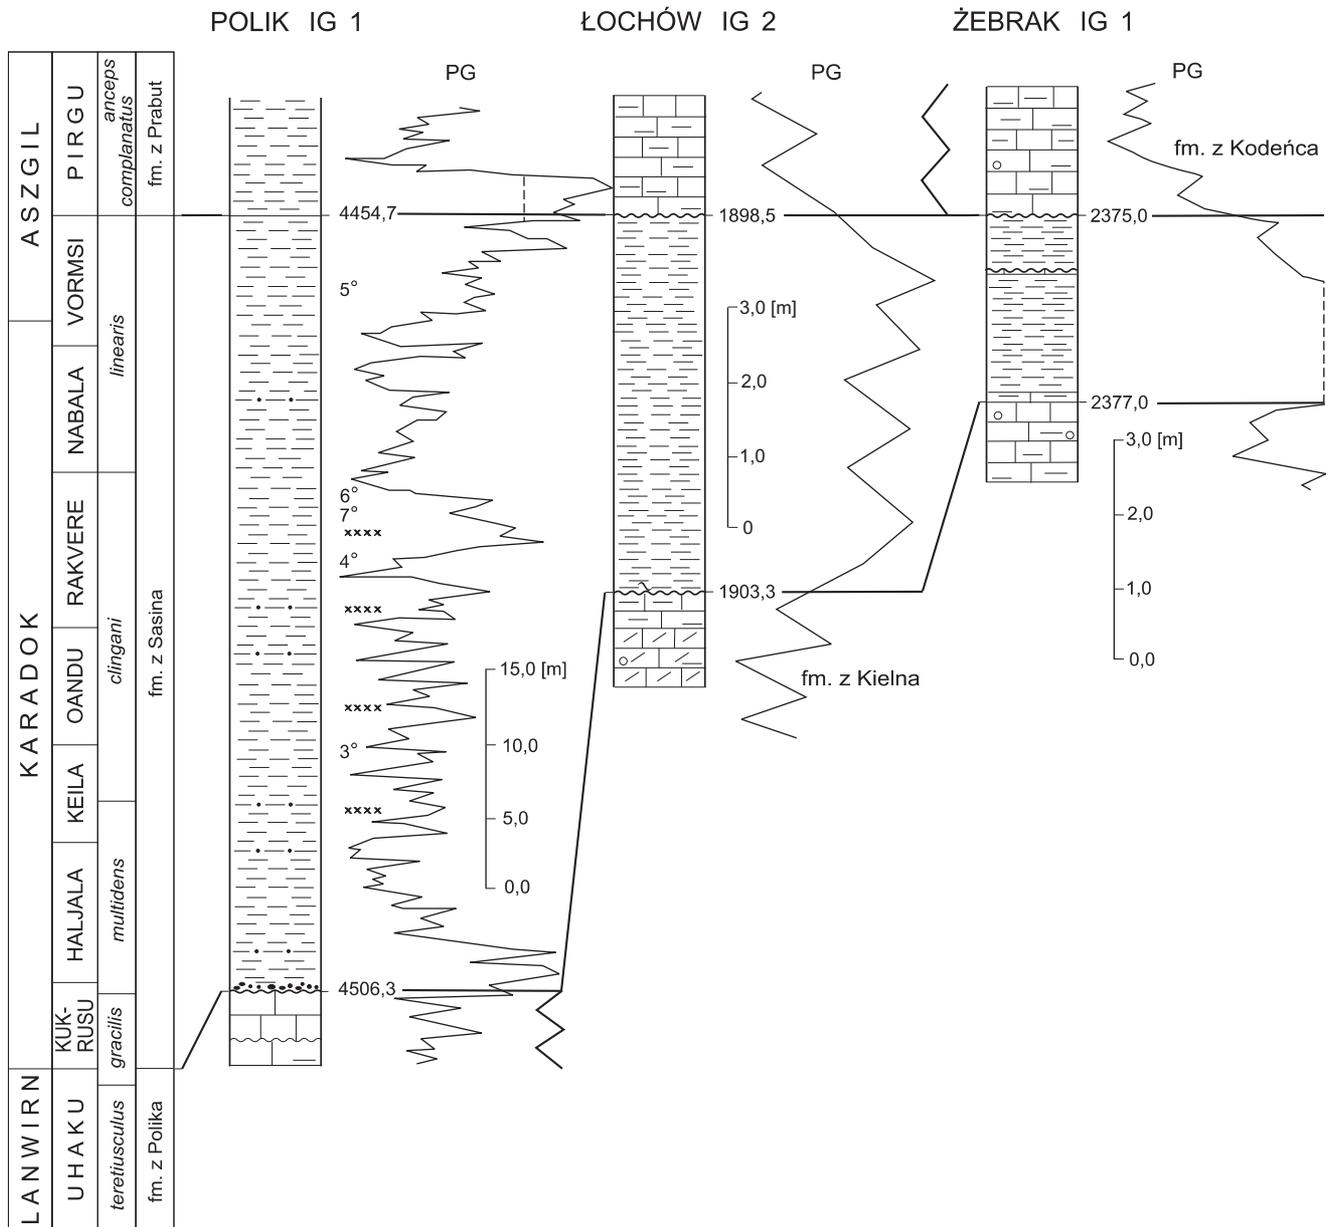 POLIK IG 1
ŁOCHÓW IG 2
ŻEBRAK IG 1
ASZGIL
KARADOK
LANWIRN
PIRGU
VORMSI
NABALA
RAKVERE
OANDU
KEILA
HALJALA
KUK-
RUSU
UHAKU
anceps
complanatus
linearis
clingani
multidens
gracilis
teretiusculus
fm. z Prabut
fm. z Sasina
fm. z Polika
PG
4454,7
5°
6°
7°
xxxx
4°
xxxx
xxxx
3°
xxxx
15,0 [m]
10,0
5,0
0,0
4506,3
PG
1898,5
3,0 [m]
2,0
1,0
0
1903,3
fm. z Kielna
PG
fm. z Kodeńca
2375,0
2377,0
3,0 [m]
2,0
1,0
0,0